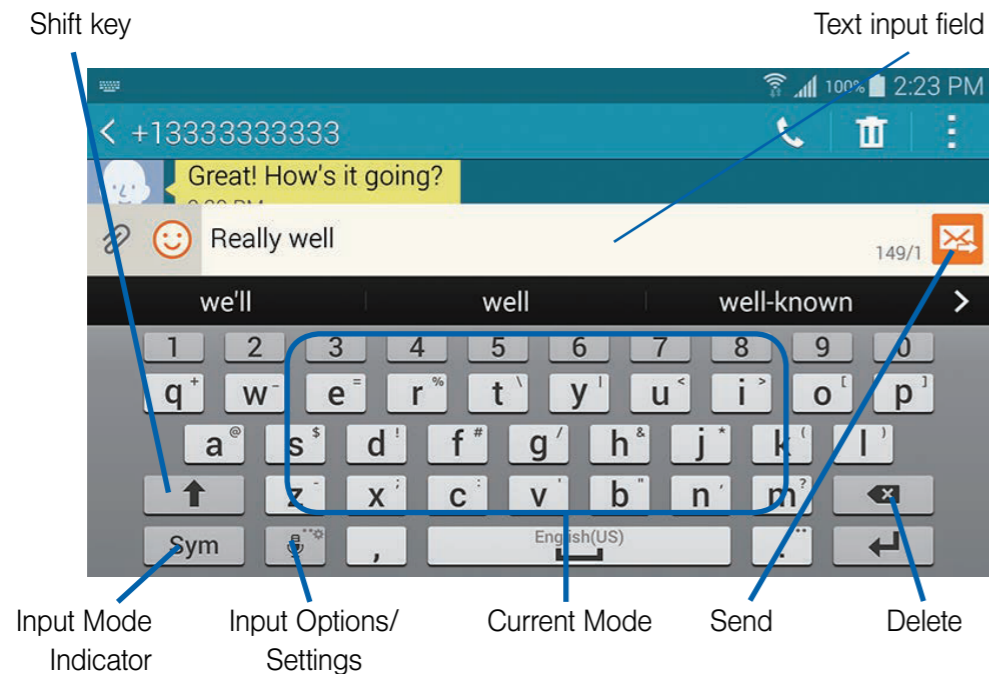 Shift key Text input field
100% 2:23 PM
+13333333333
Great! How's it going?
Really well
149/1
we'll well well-known
1 2 3 4 5 6 7 8 9 0
q + w - e = r % t \ y | u < i > o [ p ]
a @ s $ d ! f # g / h & j * k ( l )
z - x ; c : v ' b " n , m ?
Sym , English(US) .
Input Mode Indicator
Input Options/ Settings
Current Mode
Send
Delete